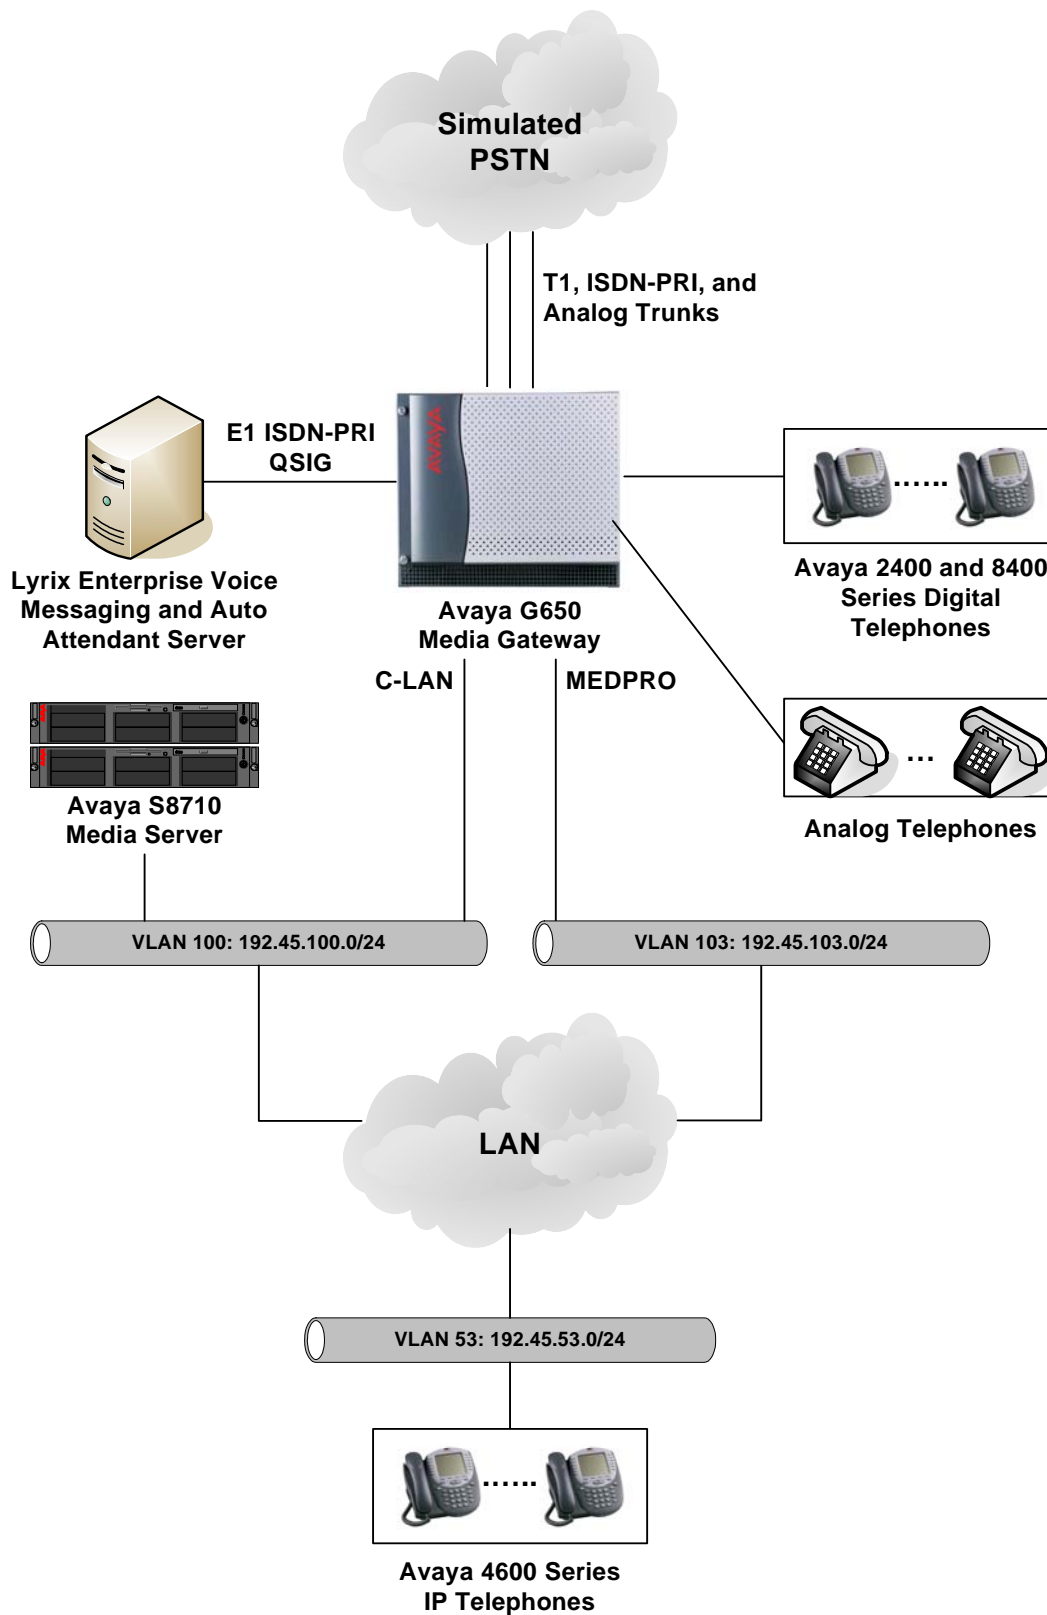 Simulated
PSTN
T1, ISDN-PRI, and
Analog Trunks
E1 ISDN-PRI
QSIG
AVAYA
Lyrix Enterprise Voice
Messaging and Auto
Attendant Server
Avaya G650
Media Gateway
......
Avaya 2400 and 8400
Series Digital
Telephones
C-LAN
MEDPRO
Avaya S8710
Media Server
...
Analog Telephones
VLAN 100: 192.45.100.0/24
VLAN 103: 192.45.103.0/24
LAN
VLAN 53: 192.45.53.0/24
......
Avaya 4600 Series
IP Telephones